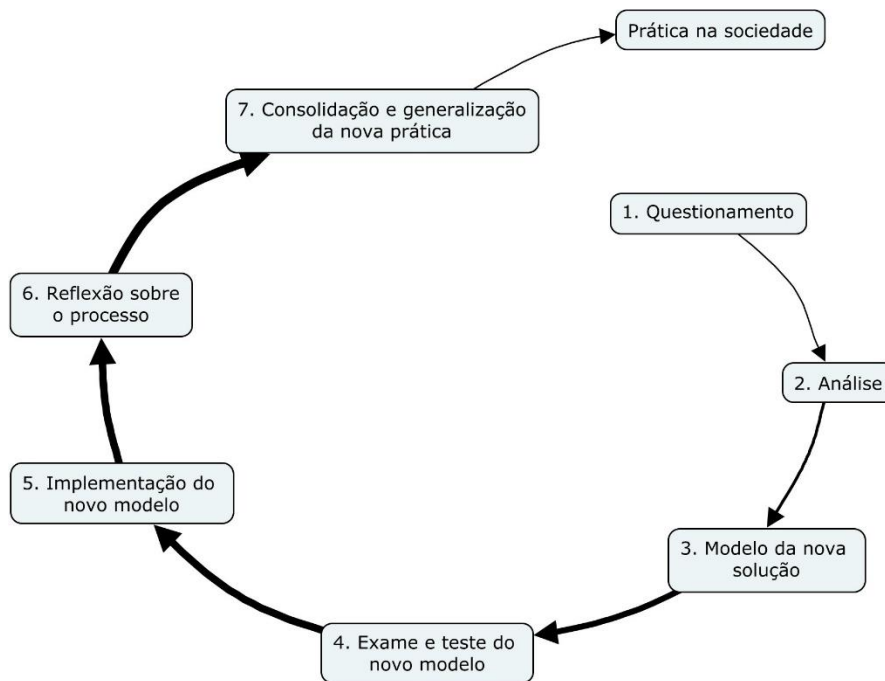 Prática na sociedade
7. Consolidação e generalização
da nova prática
1. Questionamento
6. Reflexão sobre
o processo
2. Análise
5. Implementação do
novo modelo
3. Modelo da nova
solução
4. Exame e teste do
novo modelo